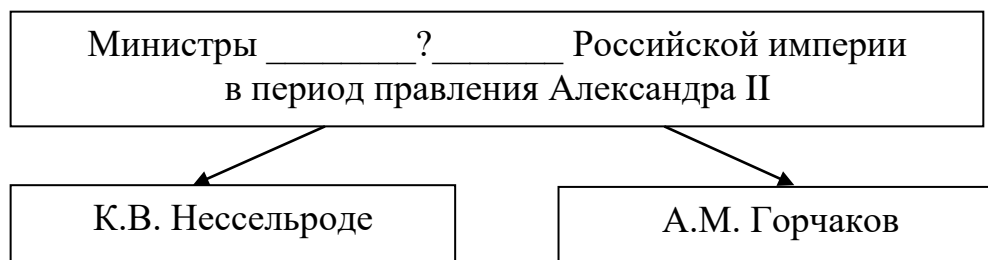 Министры ________?_______ Российской империи
в период правления Александра II
К.В. Нессельроде
А.М. Горчаков